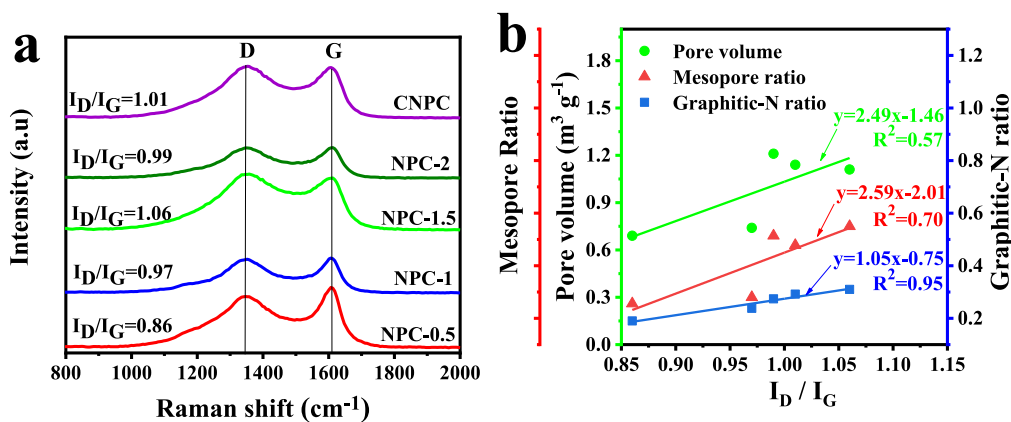 a
D
G
I_D/I_G=1.01
CNPC
I_D/I_G=0.99
NPC-2
I_D/I_G=1.06
NPC-1.5
I_D/I_G=0.97
NPC-1
I_D/I_G=0.86
NPC-0.5
Intensity (a.u)
800
1000
1200
1400
1600
1800
2000
Raman shift (cm⁻¹)
b
Pore volume
Mesopore ratio
Graphitic-N ratio
y=2.49x-1.46
R²=0.57
y=2.59x-2.01
R²=0.70
y=1.05x-0.75
R²=0.95
Mesopore Ratio
Pore volume (m³ g⁻¹)
1.8
1.5
1.2
0.9
0.6
0.3
0.0
1.2
1.0
0.8
0.6
0.4
0.2
Graphitic-N ratio
0.85
0.90
0.95
1.00
1.05
1.10
1.15
I_D / I_G